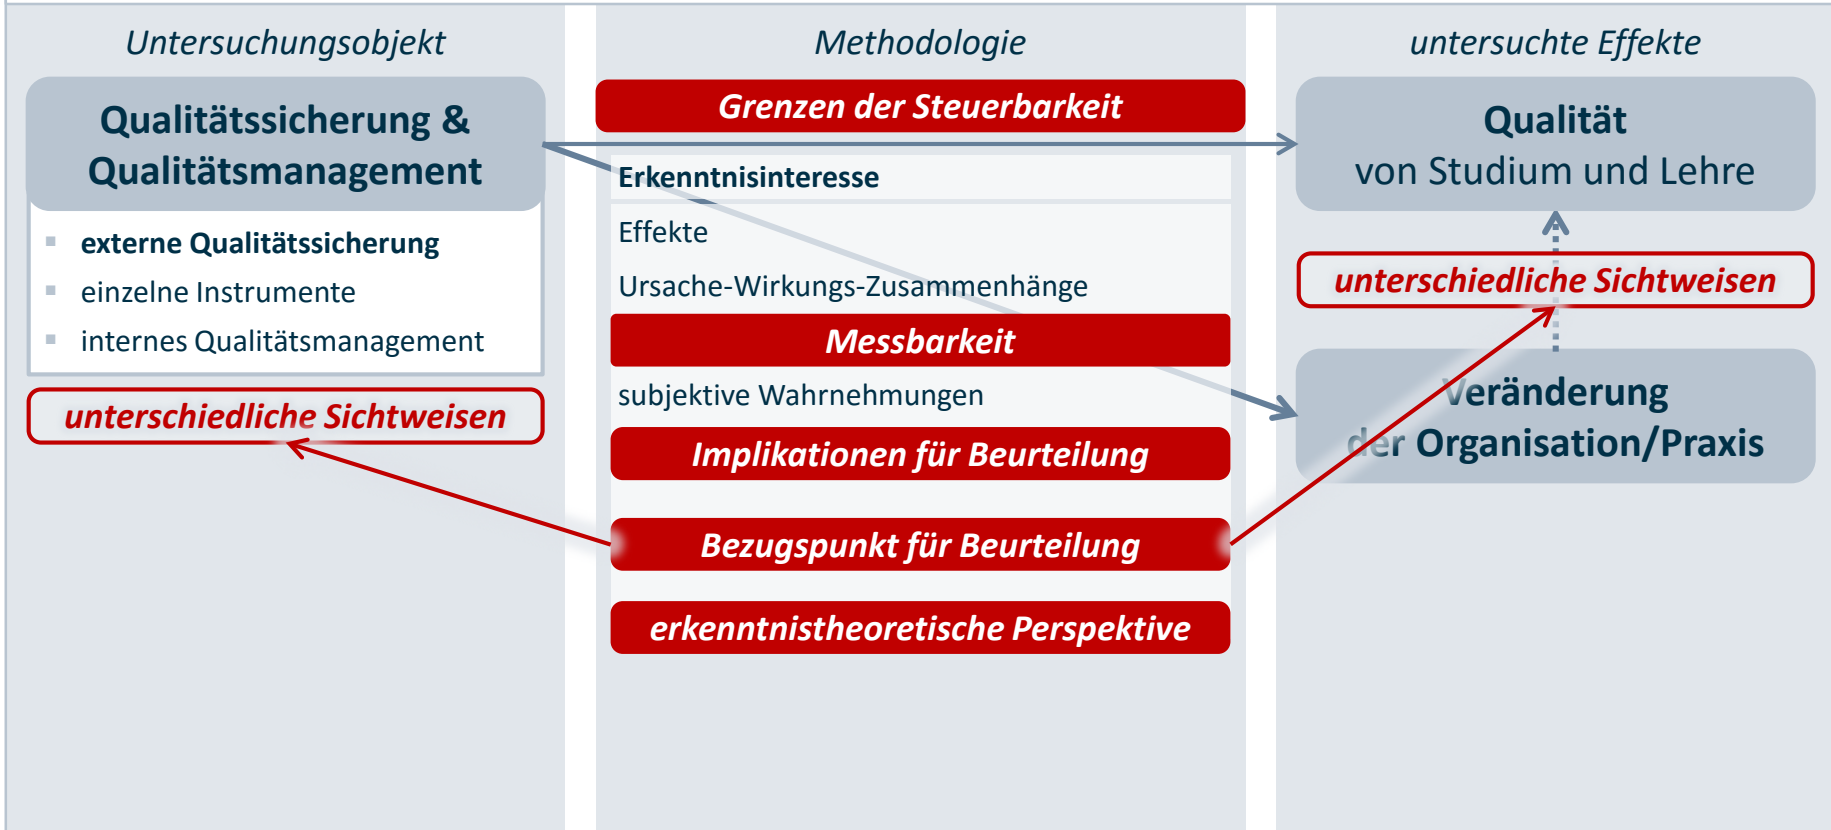 Untersuchungsobjekt
Qualitätssicherung &
Qualitätsmanagement
externe Qualitätssicherung
einzelne Instrumente
internes Qualitätsmanagement
unterschiedliche Sichtweisen
Methodologie
Grenzen der Steuerbarkeit
Erkenntnisinteresse
Effekte
Ursache-Wirkungs-Zusammenhänge
Messbarkeit
subjektive Wahrnehmungen
Implikationen für Beurteilung
Bezugspunkt für Beurteilung
erkenntnistheoretische Perspektive
untersuchte Effekte
Qualität
von Studium und Lehre
unterschiedliche Sichtweisen
Veränderung
der Organisation/Praxis